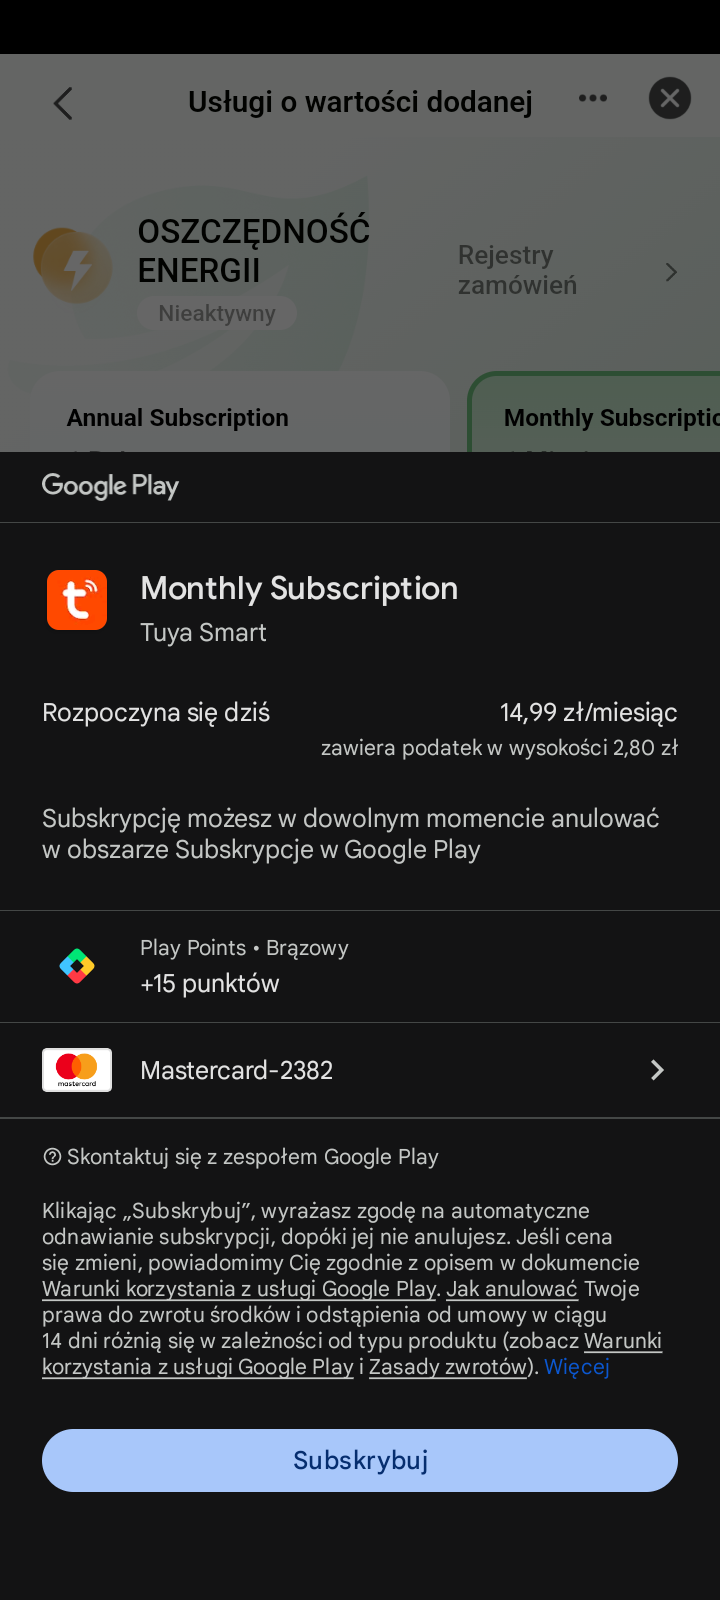 Usługi o wartości dodanej
OSZCZĘDNOŚĆ
ENERGII
Nieaktywny
Rejestry
zamówień
Annual Subscription
Monthly Subscriptio
Google Play
Monthly Subscription
Tuya Smart
Rozpoczyna się dziś 14,99 zł/miesiąc
zawiera podatek w wysokości 2,80 zł
Subskrypcję możesz w dowolnym momencie anulować
w obszarze Subskrypcje w Google Play
Play Points • Brązowy
+15 punktów
mastercard
Mastercard-2382
Skontaktuj się z zespołem Google Play
Klikając „Subskrybuj”, wyrażasz zgodę na automatyczne
odnawianie subskrypcji, dopóki jej nie anulujesz. Jeśli cena
się zmieni, powiadomimy Cię zgodnie z opisem w dokumencie
Warunki korzystania z usługi Google Play. Jak anulować Twoje
prawa do zwrotu środków i odstąpienia od umowy w ciągu
14 dni różnią się w zależności od typu produktu (zobacz Warunki
korzystania z usługi Google Play i Zasady zwrotów). Więcej
Subskrybuj